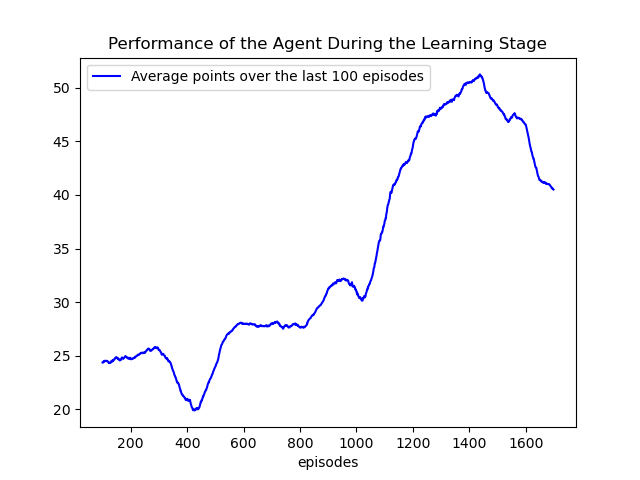 Performance of the Agent During the Learning Stage
Average points over the last 100 episodes
50
45
40
35
30
25
20
200 400 600 800 1000 1200 1400 1600
episodes